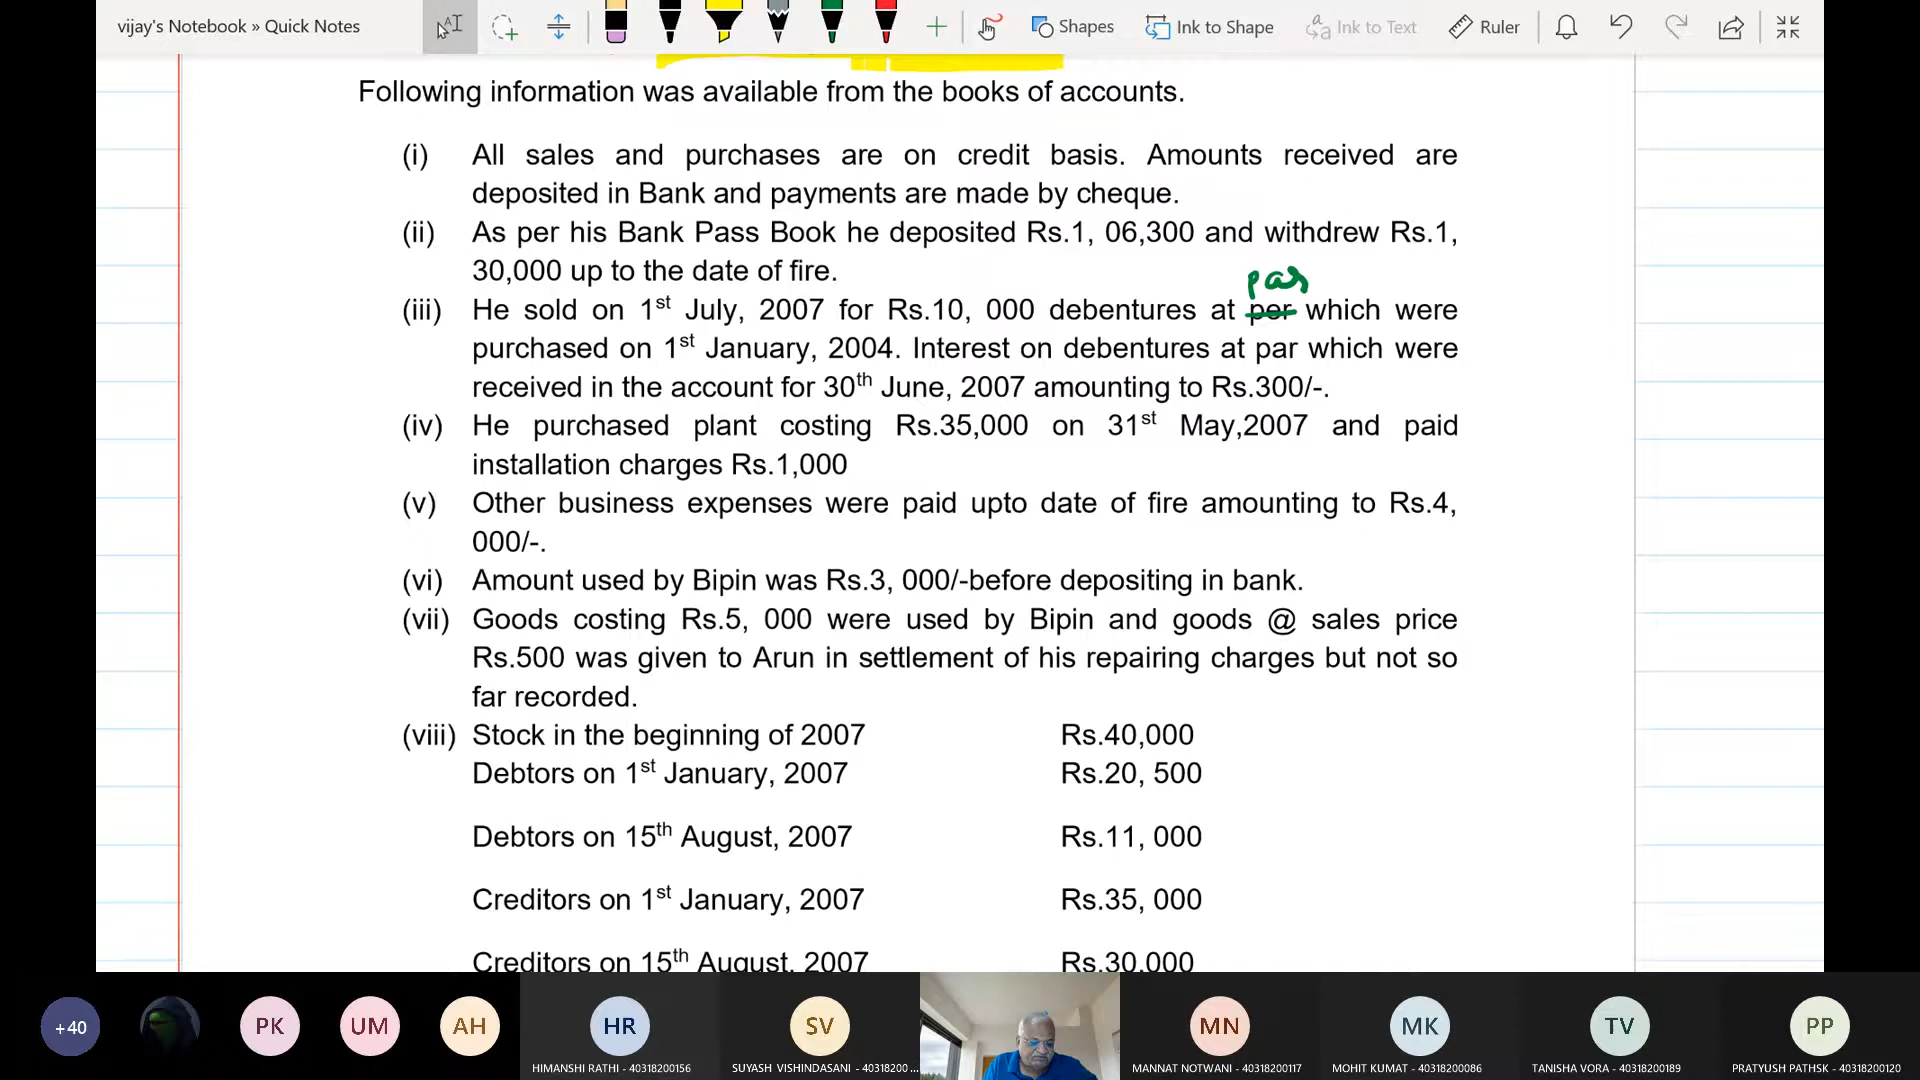 vijay's Notebook » Quick Notes
Shapes
Ink to Shape
Ink to Text
Ruler
Following information was available from the books of accounts.
(i) All sales and purchases are on credit basis. Amounts received are
deposited in Bank and payments are made by cheque.
(ii) As per his Bank Pass Book he deposited Rs.1, 06,300 and withdrew Rs.1,
30,000 up to the date of fire.
par
(iii) He sold on 1st July, 2007 for Rs.10, 000 debentures at per which were
purchased on 1st January, 2004. Interest on debentures at par which were
received in the account for 30th June, 2007 amounting to Rs.300/-.
(iv) He purchased plant costing Rs.35,000 on 31st May,2007 and paid
installation charges Rs.1,000
(v) Other business expenses were paid upto date of fire amounting to Rs.4,
000/-.
(vi) Amount used by Bipin was Rs.3, 000/-before depositing in bank.
(vii) Goods costing Rs.5, 000 were used by Bipin and goods @ sales price
Rs.500 was given to Arun in settlement of his repairing charges but not so
far recorded.
(viii) Stock in the beginning of 2007 Rs.40,000
Debtors on 1st January, 2007 Rs.20, 500
Debtors on 15th August, 2007 Rs.11, 000
Creditors on 1st January, 2007 Rs.35, 000
Creditors on 15th August, 2007 Rs.30,000
+40
PK
UM
AH
HR
SV
MN
MK
TV
PP
HIMANSHI RATHI - 40318200156
SUYASH VISHINDASANI - 40318200 ...
MANNAT NOTWANI - 40318200117
MOHIT KUMAT - 40318200086
TANISHA VORA - 40318200189
PRATYUSH PATHSK - 40318200120